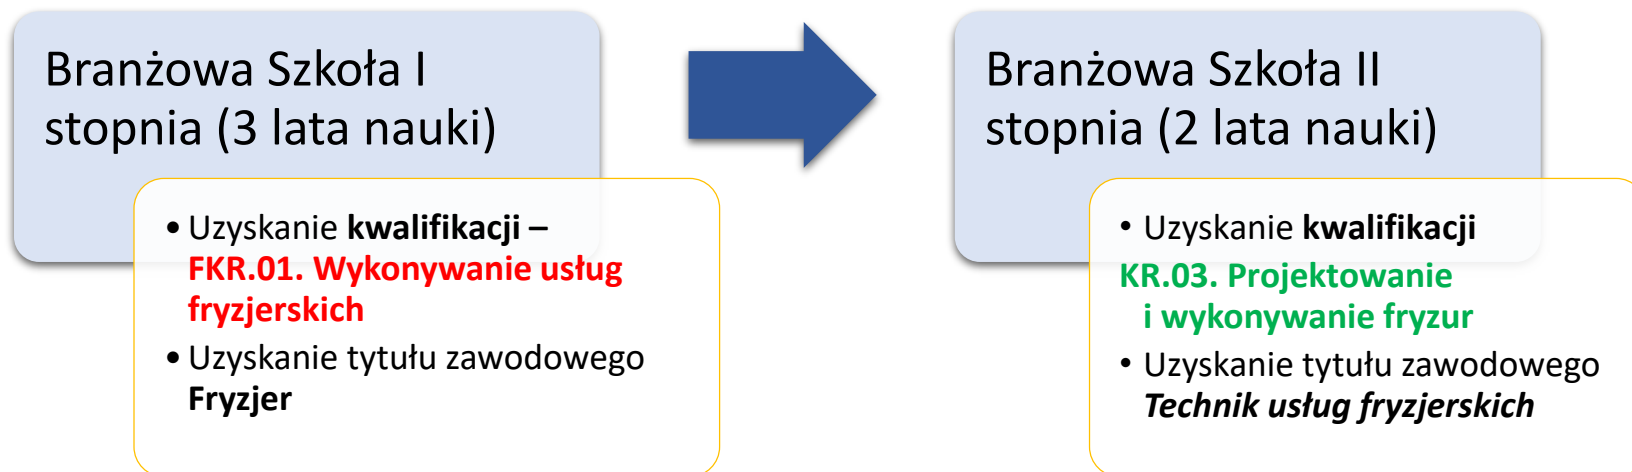 Branżowa Szkoła I
stopnia (3 lata nauki)
• Uzyskanie kwalifikacji –
FKR.01. Wykonywanie usług
fryzjerskich
• Uzyskanie tytułu zawodowego
Fryzjer
Branżowa Szkoła II
stopnia (2 lata nauki)
• Uzyskanie kwalifikacji
KR.03. Projektowanie
i wykonywanie fryzur
• Uzyskanie tytułu zawodowego
Technik usług fryzjerskich